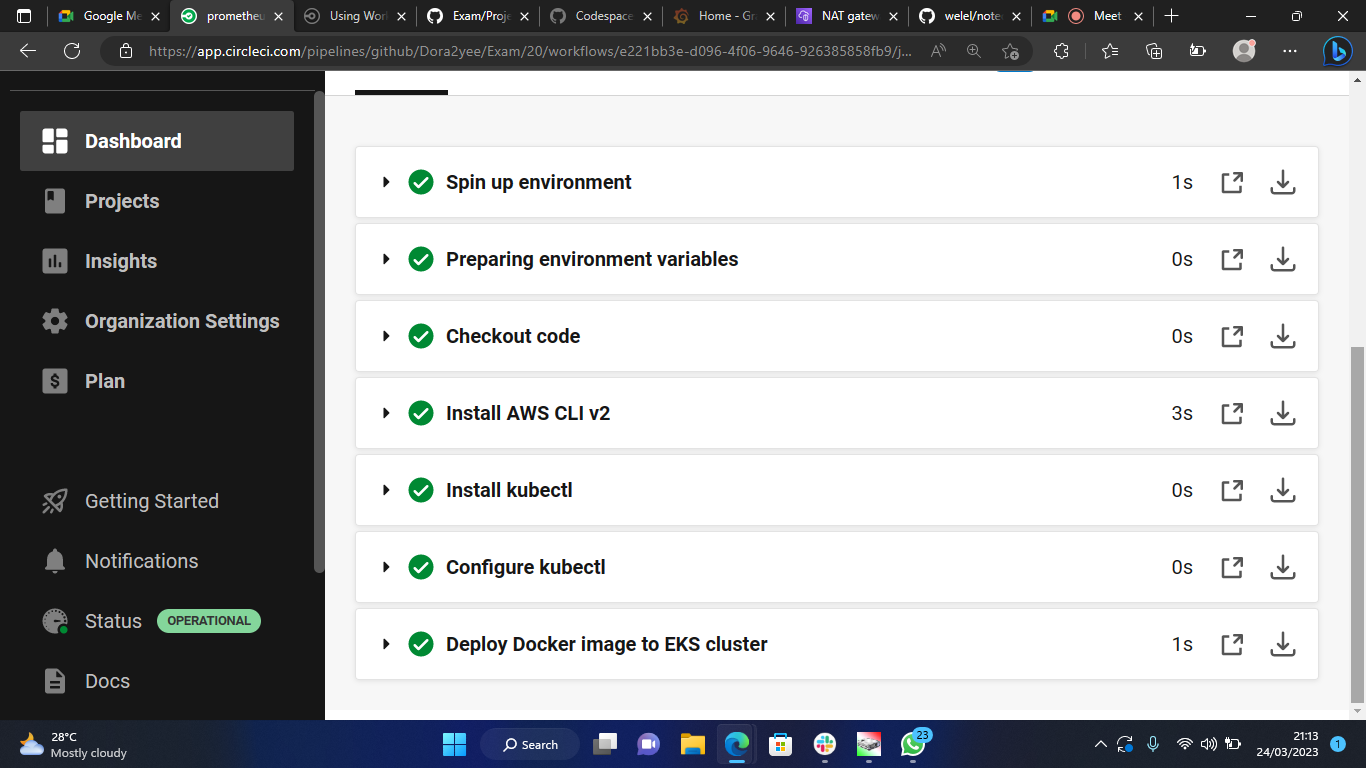 Google Me
prometheu
Using Wor
Exam/Proje
Codespace
Home - Gr
NAT gatew
welel/note
Meet
https://app.circleci.com/pipelines/github/Dora2yee/Exam/20/workflows/e221bb3e-d096-4f06-9646-926385858fb9/j...
Dashboard
Projects
Insights
Organization Settings
Plan
Getting Started
Notifications
Status OPERATIONAL
Docs
Spin up environment 1s
Preparing environment variables 0s
Checkout code 0s
Install AWS CLI v2 3s
Install kubectl 0s
Configure kubectl 0s
Deploy Docker image to EKS cluster 1s
28°C
Mostly cloudy
Search
23
21:13
24/03/2023
1